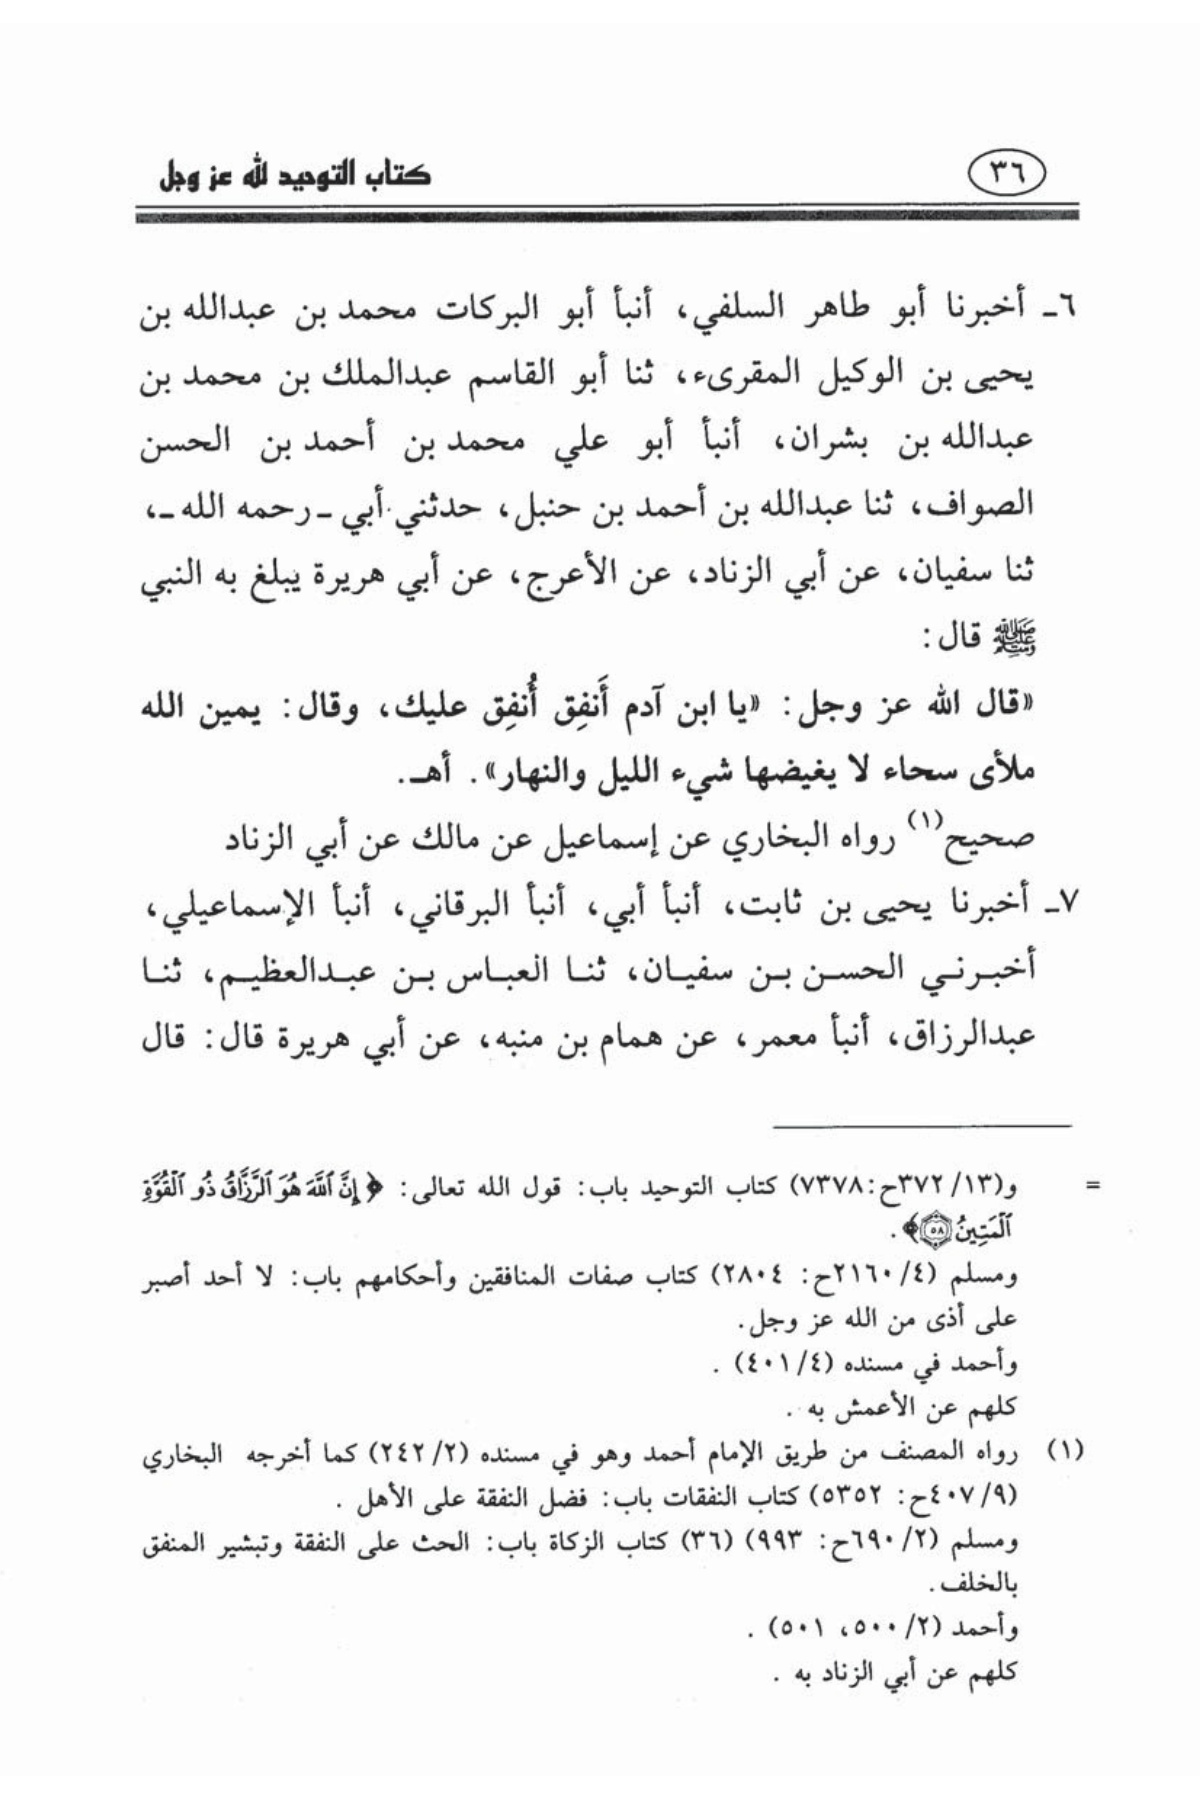 ٣٦
كتاب التوحيد لله عز وجل
٦ـ أخبرنا أبو طاهر السلفي، أنبأ أبو البركات محمد بن عبدالله بن
يحيى بن الوكيل المقرىء، ثنا أبو القاسم عبدالملك بن محمد بن
عبدالله بن بشران، أنبأ أبو علي محمد بن أحمد بن الحسن
الصواف، ثنا عبدالله بن أحمد بن حنبل، حدثني أبي ـ رحمه الله ـ،
ثنا سفيان، عن أبي الزناد، عن الأعرج، عن أبي هريرة يبلغ به النبي
ﷺ قال:
«قال الله عز وجل: «يا ابن آدم أَنفِق أُنفِق عليك، وقال: يمين الله
ملأى سحاء لا يغيضها شيء الليل والنهار». أهـ.
صحيح(١) رواه البخاري عن إسماعيل عن مالك عن أبي الزناد
٧ـ أخبرنا يحيى بن ثابت، أنبأ أبي، أنبأ البرقاني، أنبأ الإسماعيلي،
أخبرني الحسن بن سفيان، ثنا العباس بن عبدالعظيم، ثنا
عبدالرزاق، أنبأ معمر، عن همام بن منبه، عن أبي هريرة قال: قال
= و(١٣/ ٣٧٢ح:٧٣٧٨) كتاب التوحيد باب: قول الله تعالى: ﴿إِنَّ ٱللَّهَ هُوَ ٱلرَّزَّاقُ ذُو ٱلْقُوَّةِ
ٱلْمَتِينُ ٥٨﴾.
ومسلم (٤/ ٢١٦٠ح: ٢٨٠٤) كتاب صفات المنافقين وأحكامهم باب: لا أحد أصبر
على أذى من الله عز وجل.
وأحمد في مسنده (٤٠١/٤) .
كلهم عن الأعمش به .
(١) رواه المصنف من طريق الإمام أحمد وهو في مسنده (٢٤٢/٢) كما أخرجه البخاري
(٩/ ٤٠٧ح: ٥٣٥٢) كتاب النفقات باب: فضل النفقة على الأهل .
ومسلم (٢/ ٦٩٠ح: ٩٩٣) (٣٦) كتاب الزكاة باب: الحث على النفقة وتبشير المنفق
بالخلف.
وأحمد (٢/ ٥٠٠، ٥٠١) .
كلهم عن أبي الزناد به .